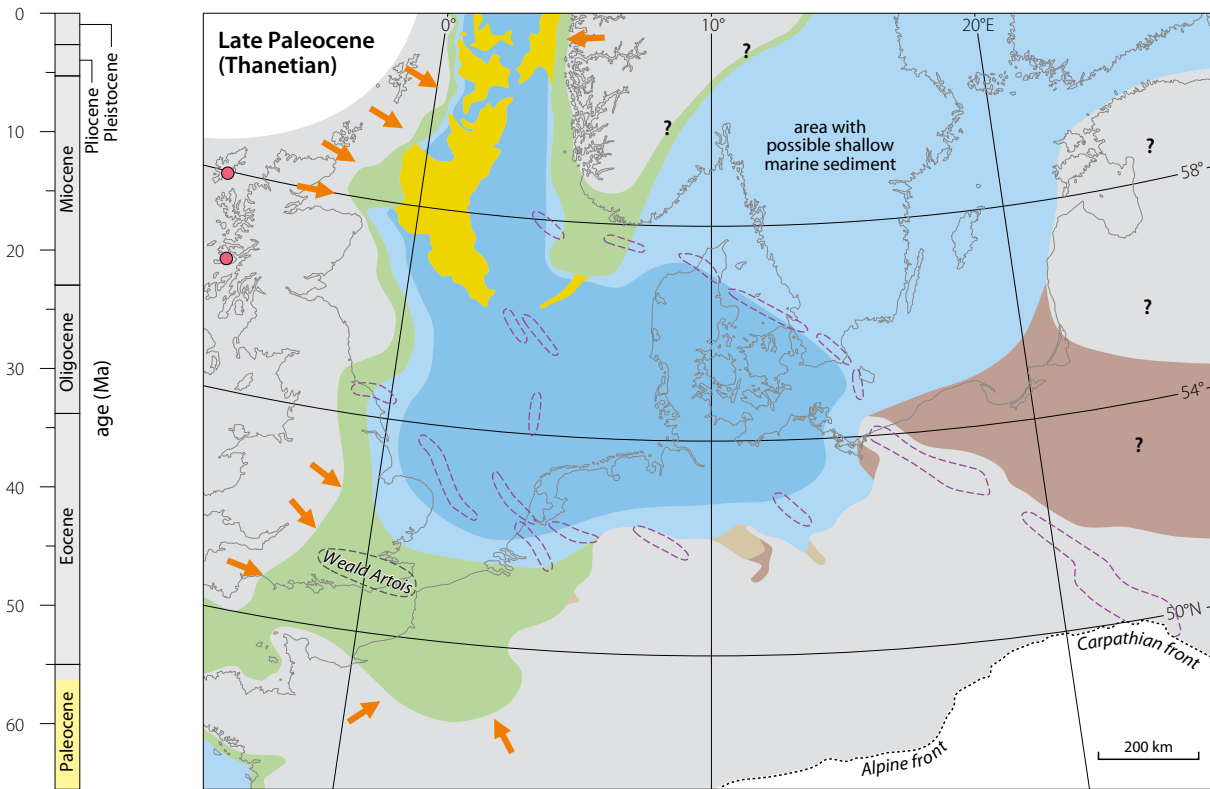 0
10
20
30
40
50
60
age (Ma)
Pleistocene
Pliocene
Miocene
Oligocene
Eocene
Paleocene
Late Paleocene
(Thanetian)
0°
10°
20°E
58°
54°
50°N
?
?
?
?
?
area with
possible shallow
marine sediment
Weald Artois
Carpathian front
Alpine front
200 km